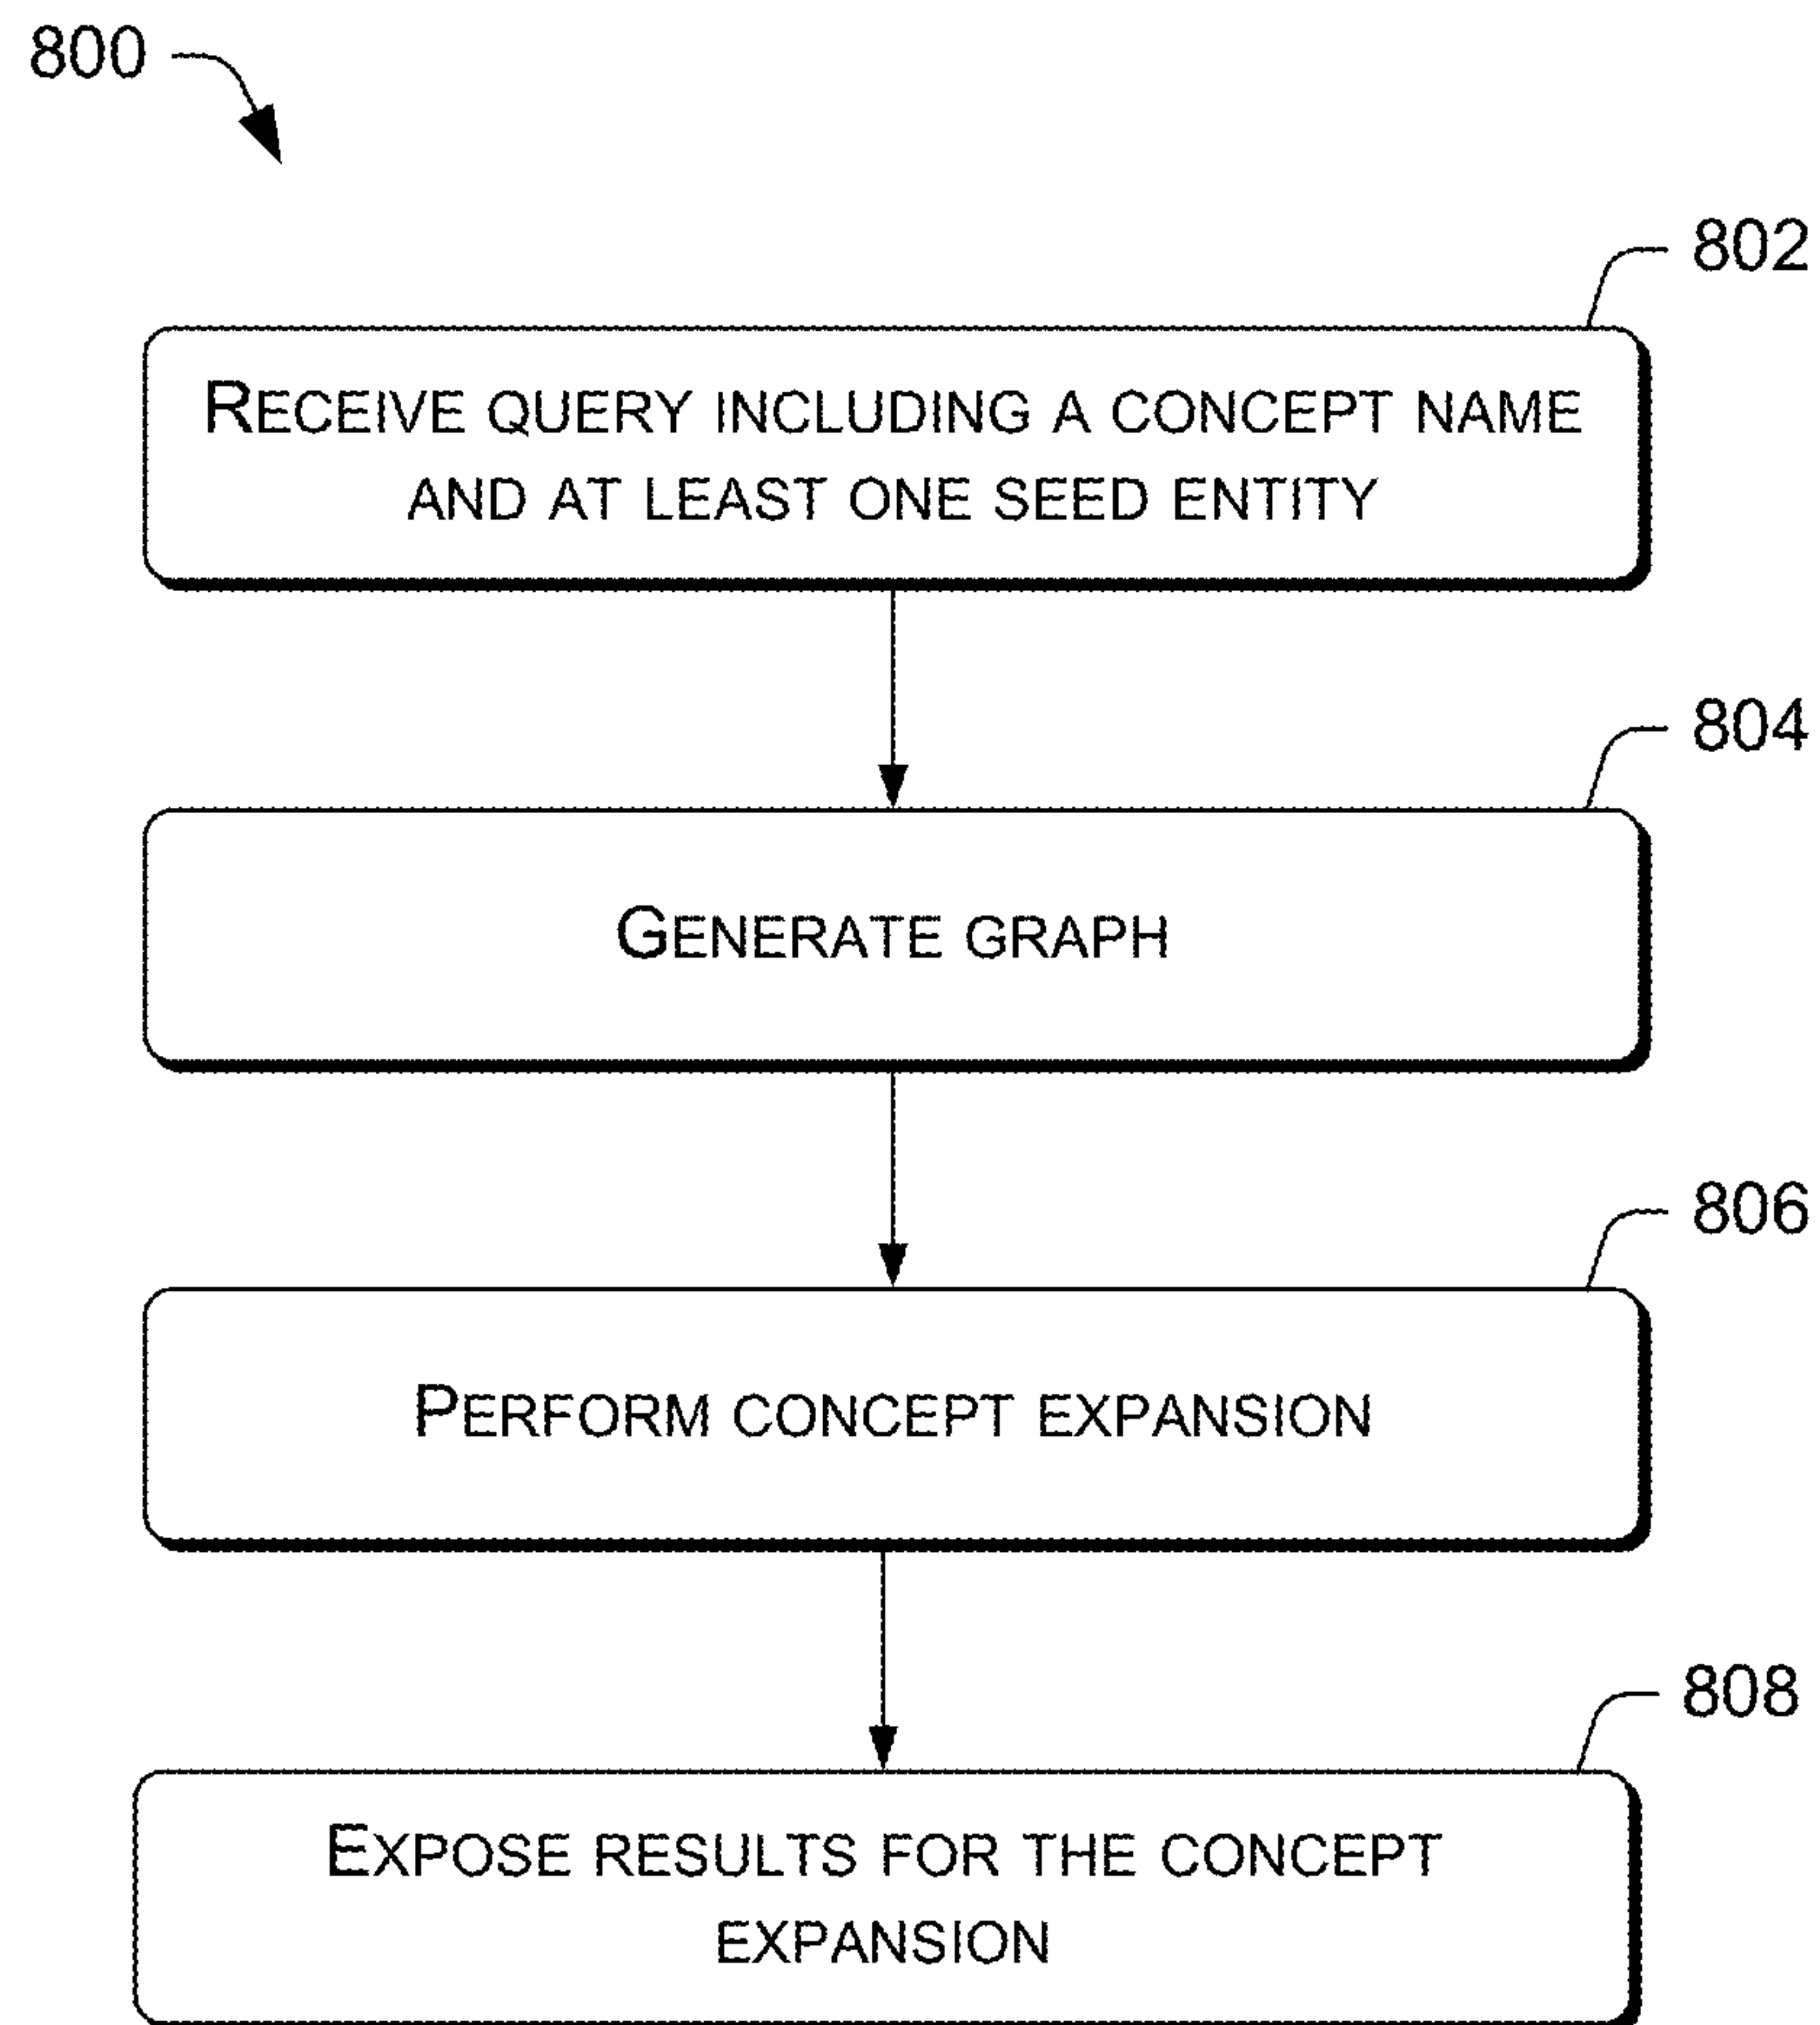 800
802
RECEIVE QUERY INCLUDING A CONCEPT NAME
AND AT LEAST ONE SEED ENTITY
804
GENERATE GRAPH
806
PERFORM CONCEPT EXPANSION
808
EXPOSE RESULTS FOR THE CONCEPT
EXPANSION